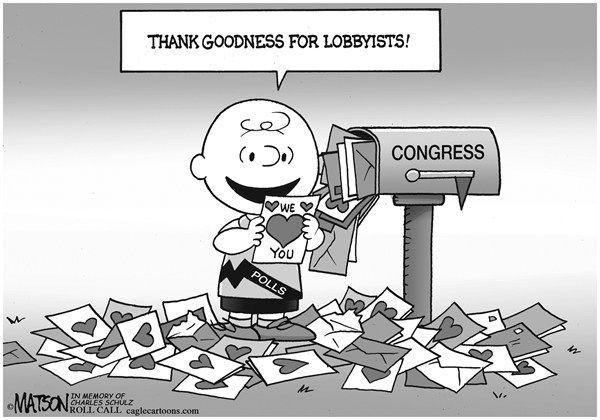 THANK GOODNESS FOR LOBBYISTS!
CONGRESS
WE
YOU
POLLS
©MATSON
IN MEMORY OF
CHARLES SCHULZ
ROLL CALL caglecartoons.com